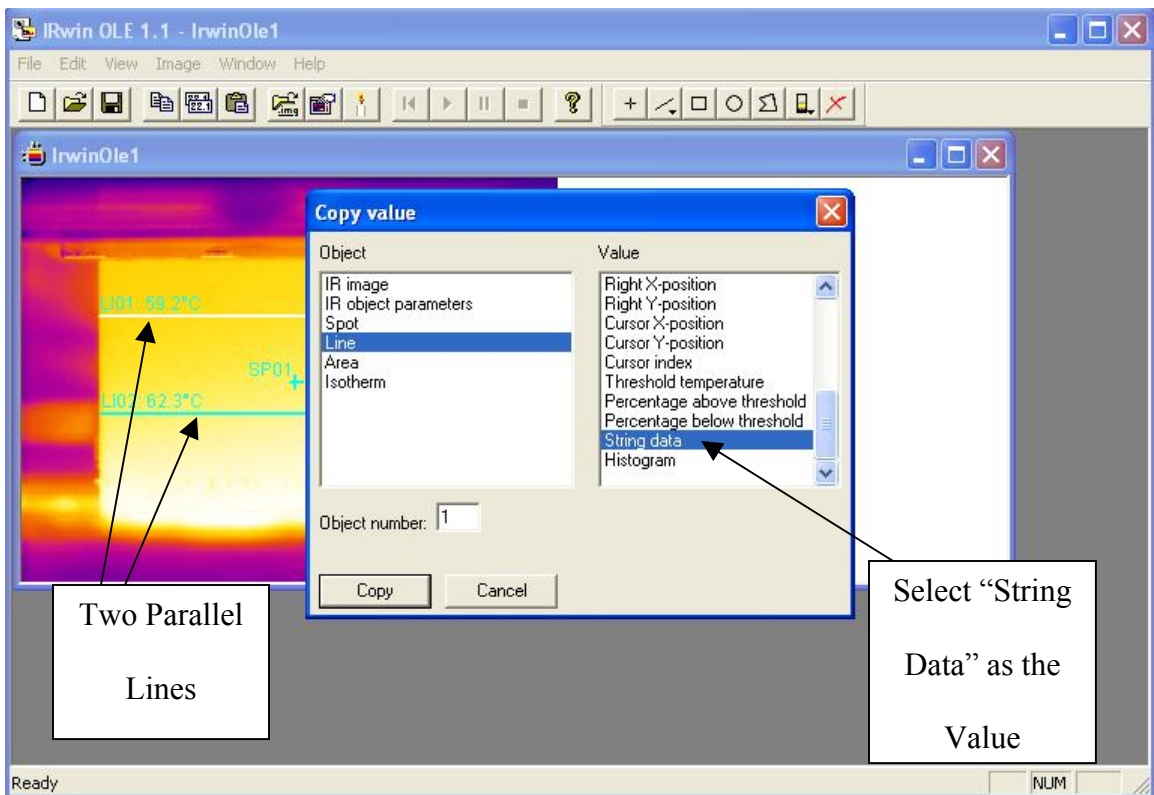 IRwin OLE 1.1 - IrwinOle1
File Edit View Image Window Help
IrwinOle1
LI01: 59.2°C
SP01
LI02: 62.3°C
Copy value
Object
IR image
IR object parameters
Spot
Line
Area
Isotherm
Value
Right X-position
Right Y-position
Cursor X-position
Cursor Y-position
Cursor index
Threshold temperature
Percentage above threshold
Percentage below threshold
String data
Histogram
Object number: 1
Copy Cancel
Two Parallel
Lines
Select “String
Data” as the
Value
Ready NUM